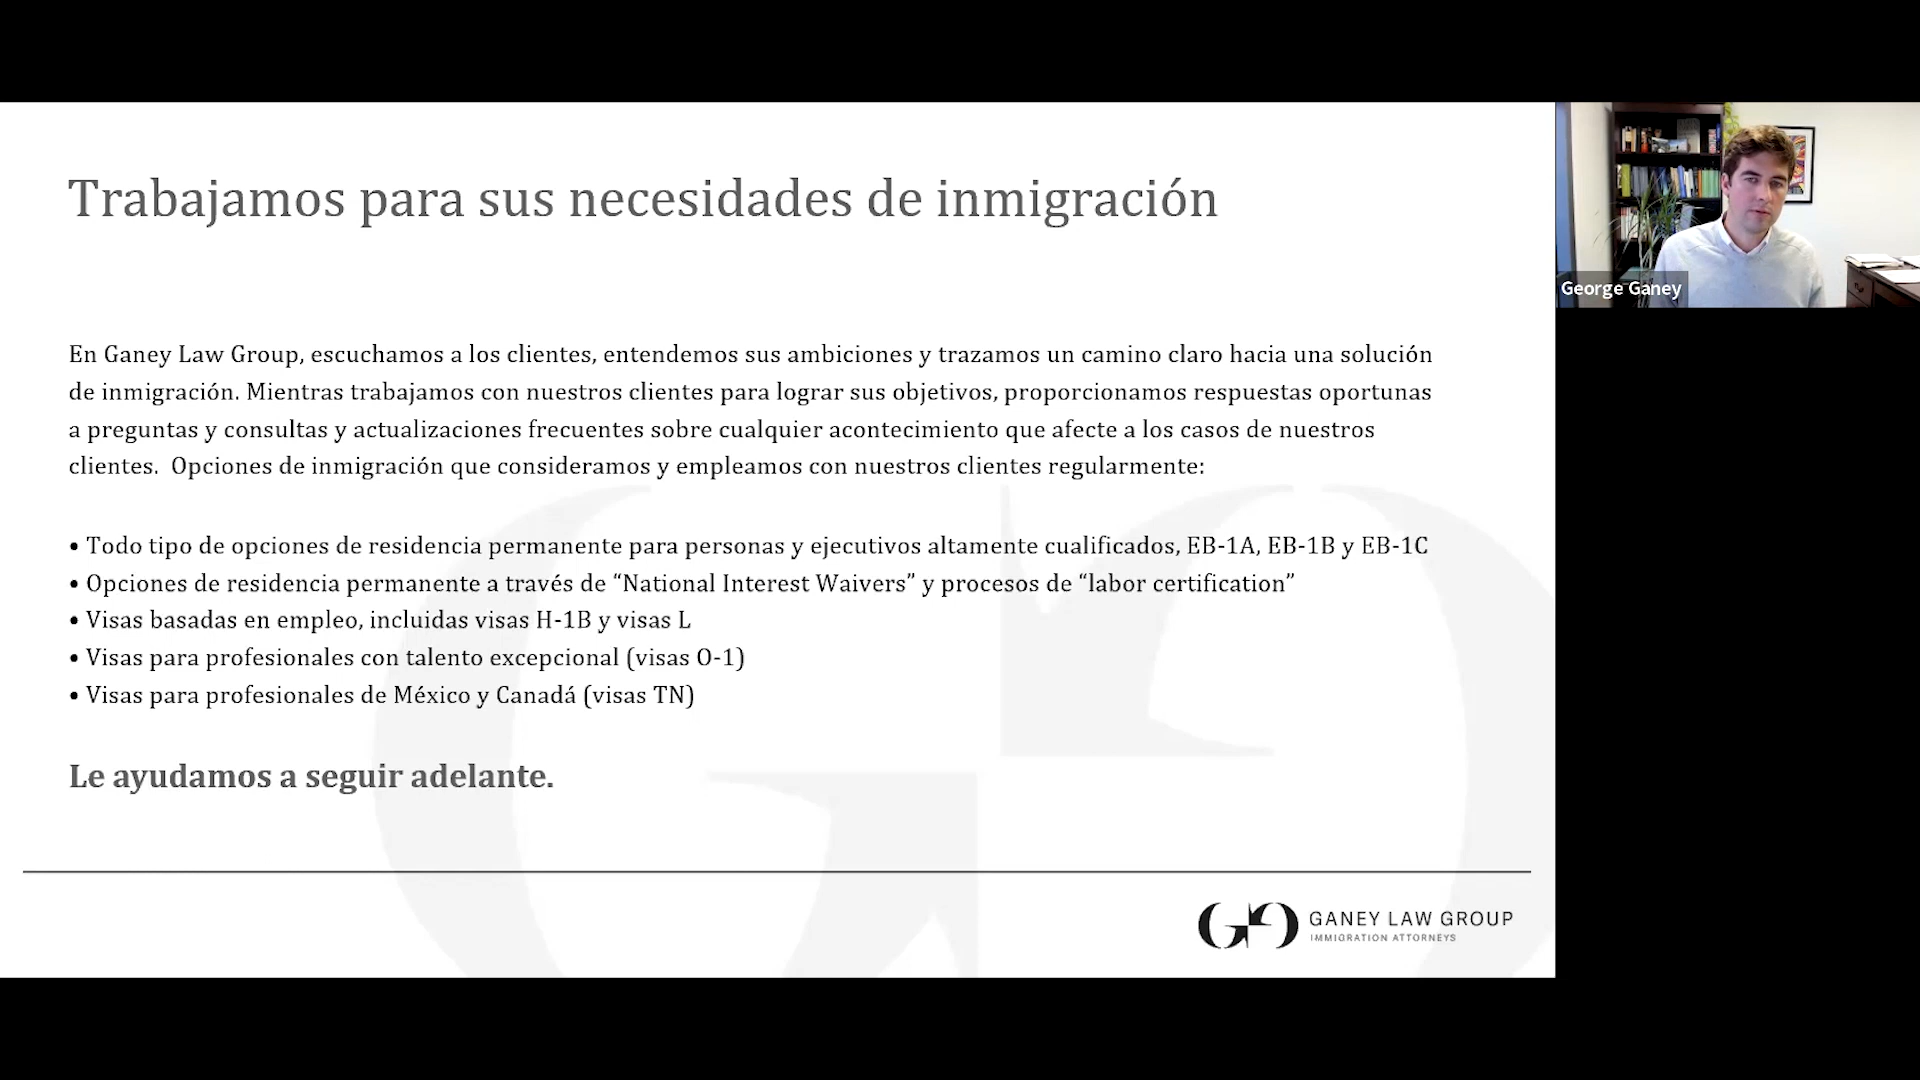 Trabajamos para sus necesidades de inmigración
George Ganey
En Ganey Law Group, escuchamos a los clientes, entendemos sus ambiciones y trazamos un camino claro hacia una solución
de inmigración. Mientras trabajamos con nuestros clientes para lograr sus objetivos, proporcionamos respuestas oportunas
a preguntas y consultas y actualizaciones frecuentes sobre cualquier acontecimiento que afecte a los casos de nuestros
clientes.  Opciones de inmigración que consideramos y empleamos con nuestros clientes regularmente:
• Todo tipo de opciones de residencia permanente para personas y ejecutivos altamente cualificados, EB-1A, EB-1B y EB-1C
• Opciones de residencia permanente a través de “National Interest Waivers” y procesos de “labor certification”
• Visas basadas en empleo, incluidas visas H-1B y visas L
• Visas para profesionales con talento excepcional (visas O-1)
• Visas para profesionales de México y Canadá (visas TN)
Le ayudamos a seguir adelante.
GANEY LAW GROUP
IMMIGRATION ATTORNEYS